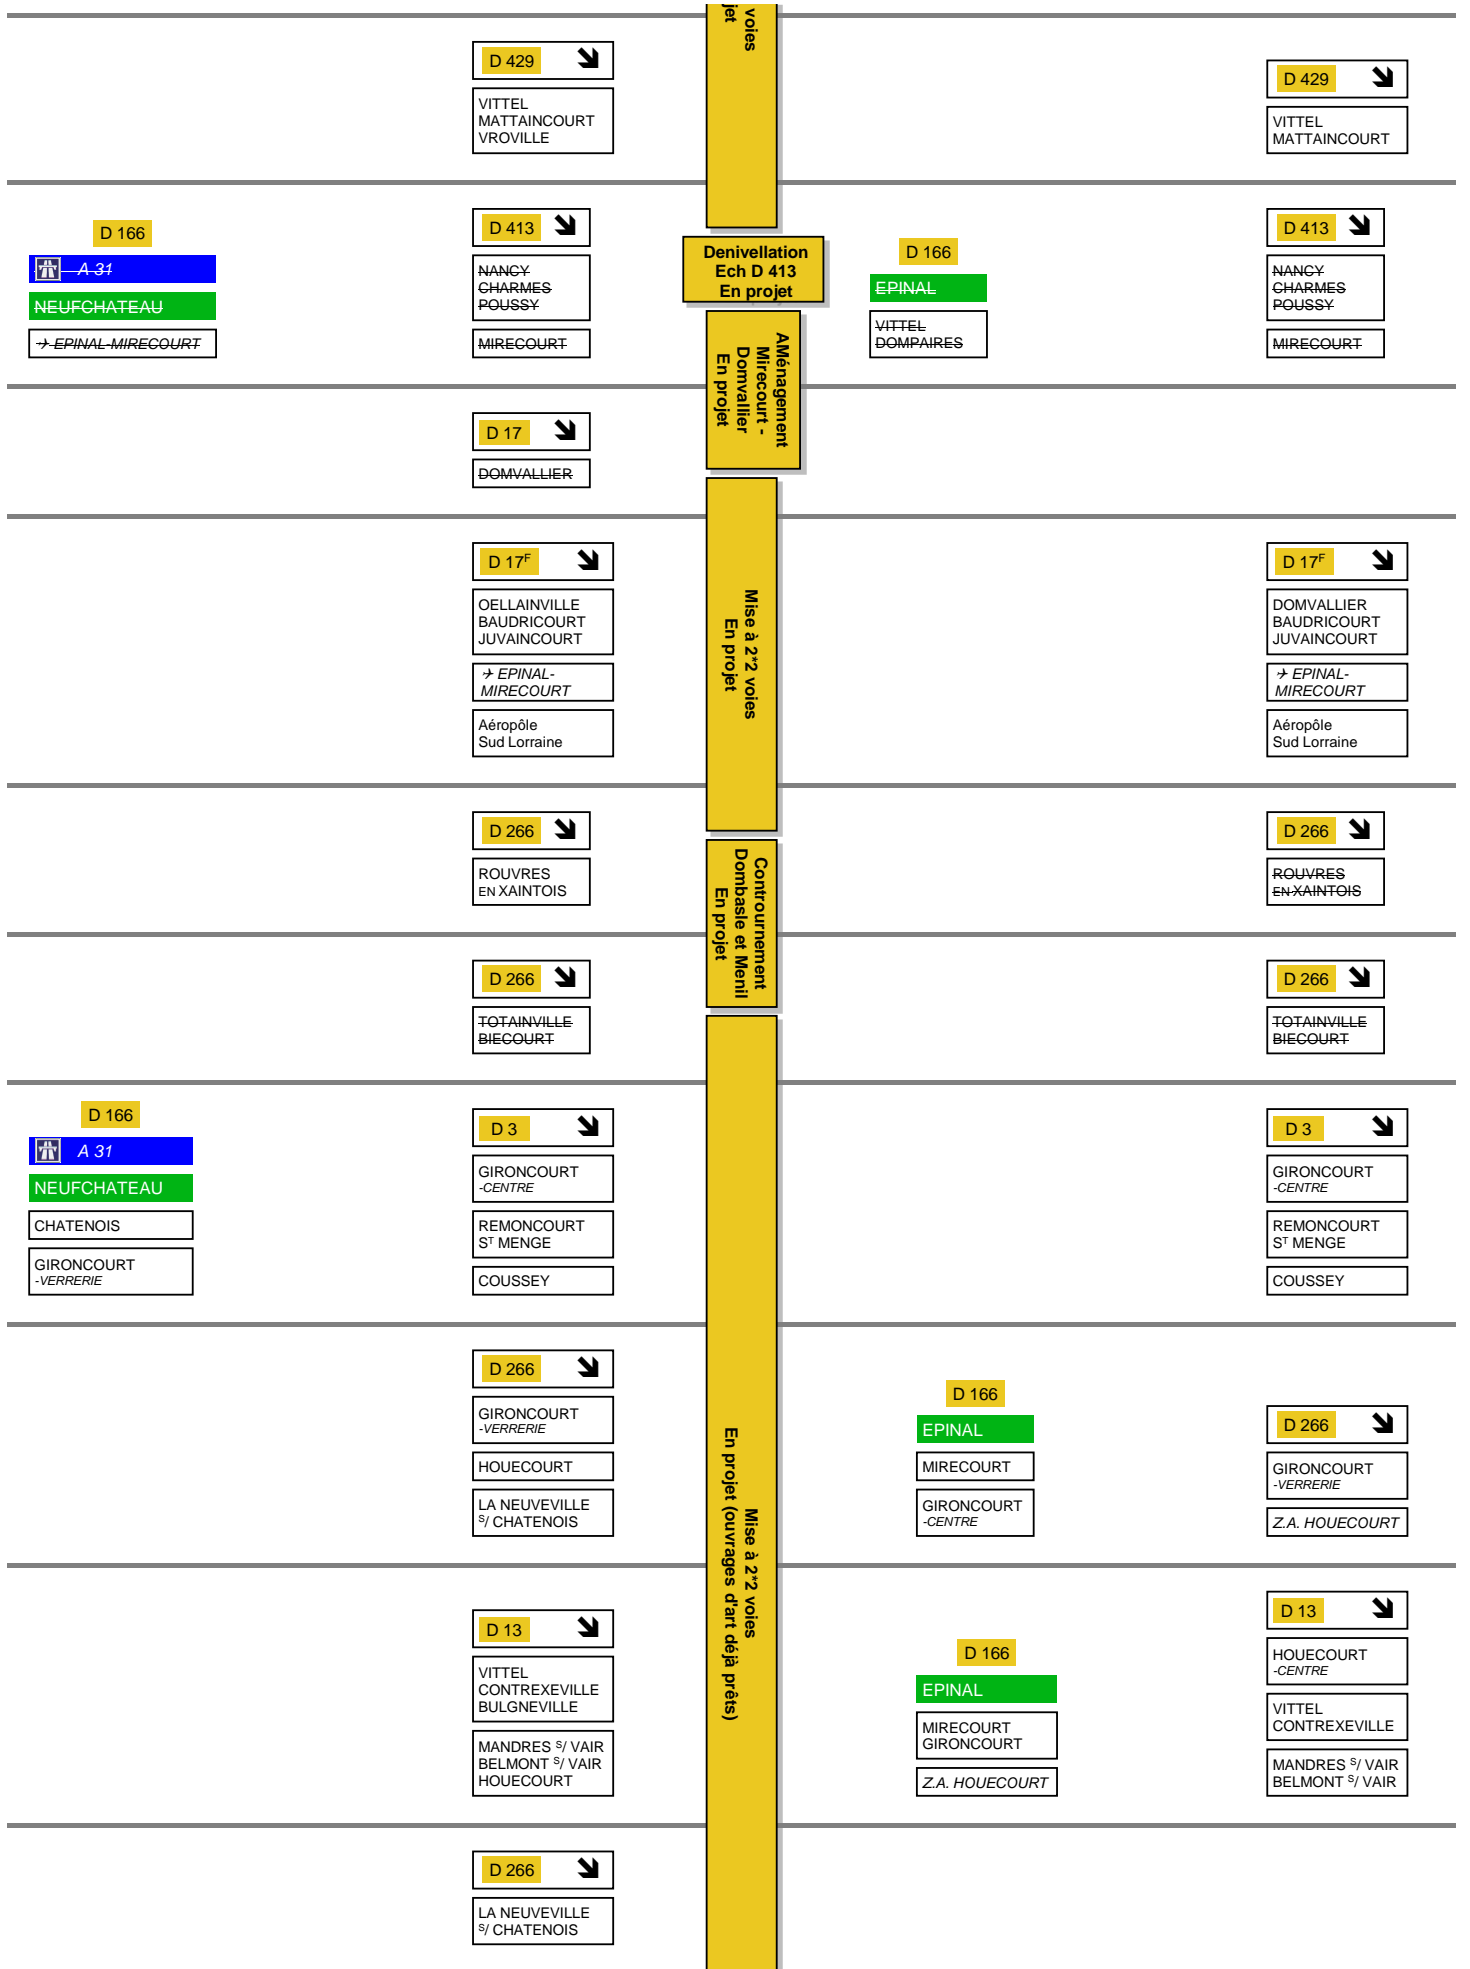 voies
jet
D 429
VITTEL
MATTAINCOURT
VROVILLE
D 429
VITTEL
MATTAINCOURT
D 166
A 31
NEUFCHATEAU
✈ EPINAL-MIRECOURT
D 413
NANCY
CHARMES
POUSSY
MIRECOURT
Denivellation
Ech D 413
En projet
D 166
EPINAL
VITTEL
DOMPAIRES
D 413
NANCY
CHARMES
POUSSY
MIRECOURT
AMénagement
Mirecourt -
Domvallier
En projet
D 17
DOMVALLIER
D 17F
OELLAINVILLE
BAUDRICOURT
JUVAINCOURT
✈ EPINAL-
MIRECOURT
Aéropôle
Sud Lorraine
Mise à 2*2 voies
En projet
D 17F
DOMVALLIER
BAUDRICOURT
JUVAINCOURT
✈ EPINAL-
MIRECOURT
Aéropôle
Sud Lorraine
D 266
ROUVRES
EN XAINTOIS
Contrournement
Dombasle et Menil
En projet
D 266
ROUVRES
EN XAINTOIS
D 266
TOTAINVILLE
BIECOURT
D 266
TOTAINVILLE
BIECOURT
D 166
A 31
NEUFCHATEAU
CHATENOIS
GIRONCOURT
-VERRERIE
D 3
GIRONCOURT
-CENTRE
REMONCOURT
ST MENGE
COUSSEY
D 3
GIRONCOURT
-CENTRE
REMONCOURT
ST MENGE
COUSSEY
D 266
GIRONCOURT
-VERRERIE
HOUECOURT
LA NEUVEVILLE
S/ CHATENOIS
Mise à 2*2 voies
En projet (ouvrages d'art déjà prêts)
D 166
EPINAL
MIRECOURT
GIRONCOURT
-CENTRE
D 266
GIRONCOURT
-VERRERIE
Z.A. HOUECOURT
D 13
VITTEL
CONTREXEVILLE
BULGNEVILLE
MANDRES S/ VAIR
BELMONT S/ VAIR
HOUECOURT
D 166
EPINAL
MIRECOURT
GIRONCOURT
Z.A. HOUECOURT
D 13
HOUECOURT
-CENTRE
VITTEL
CONTREXEVILLE
MANDRES S/ VAIR
BELMONT S/ VAIR
D 266
LA NEUVEVILLE
S/ CHATENOIS